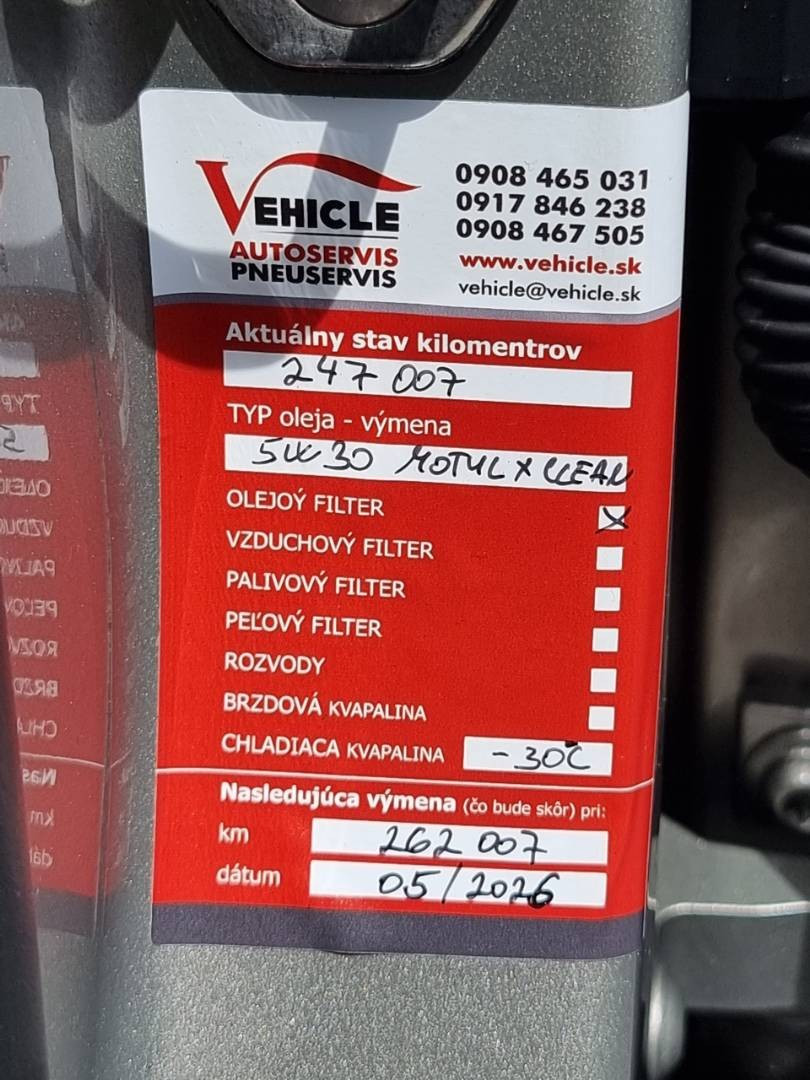 VEHICLE
AUTOSERVIS
PNEUSERVIS
0908 465 031
0917 846 238
0908 467 505
www.vehicle.sk
vehicle@vehicle.sk
Aktuálny stav kilomentrov
247 007
TYP oleja - výmena
5W30 MOTUL X CLEAN
OLEJOÝ FILTER X
VZDUCHOVÝ FILTER
PALIVOVÝ FILTER
PEĽOVÝ FILTER
ROZVODY
BRZDOVÁ KVAPALINA
CHLADIACA KVAPALINA -30°C
Nasledujúca výmena (čo bude skôr) pri:
km 262 007
dátum 05/2026